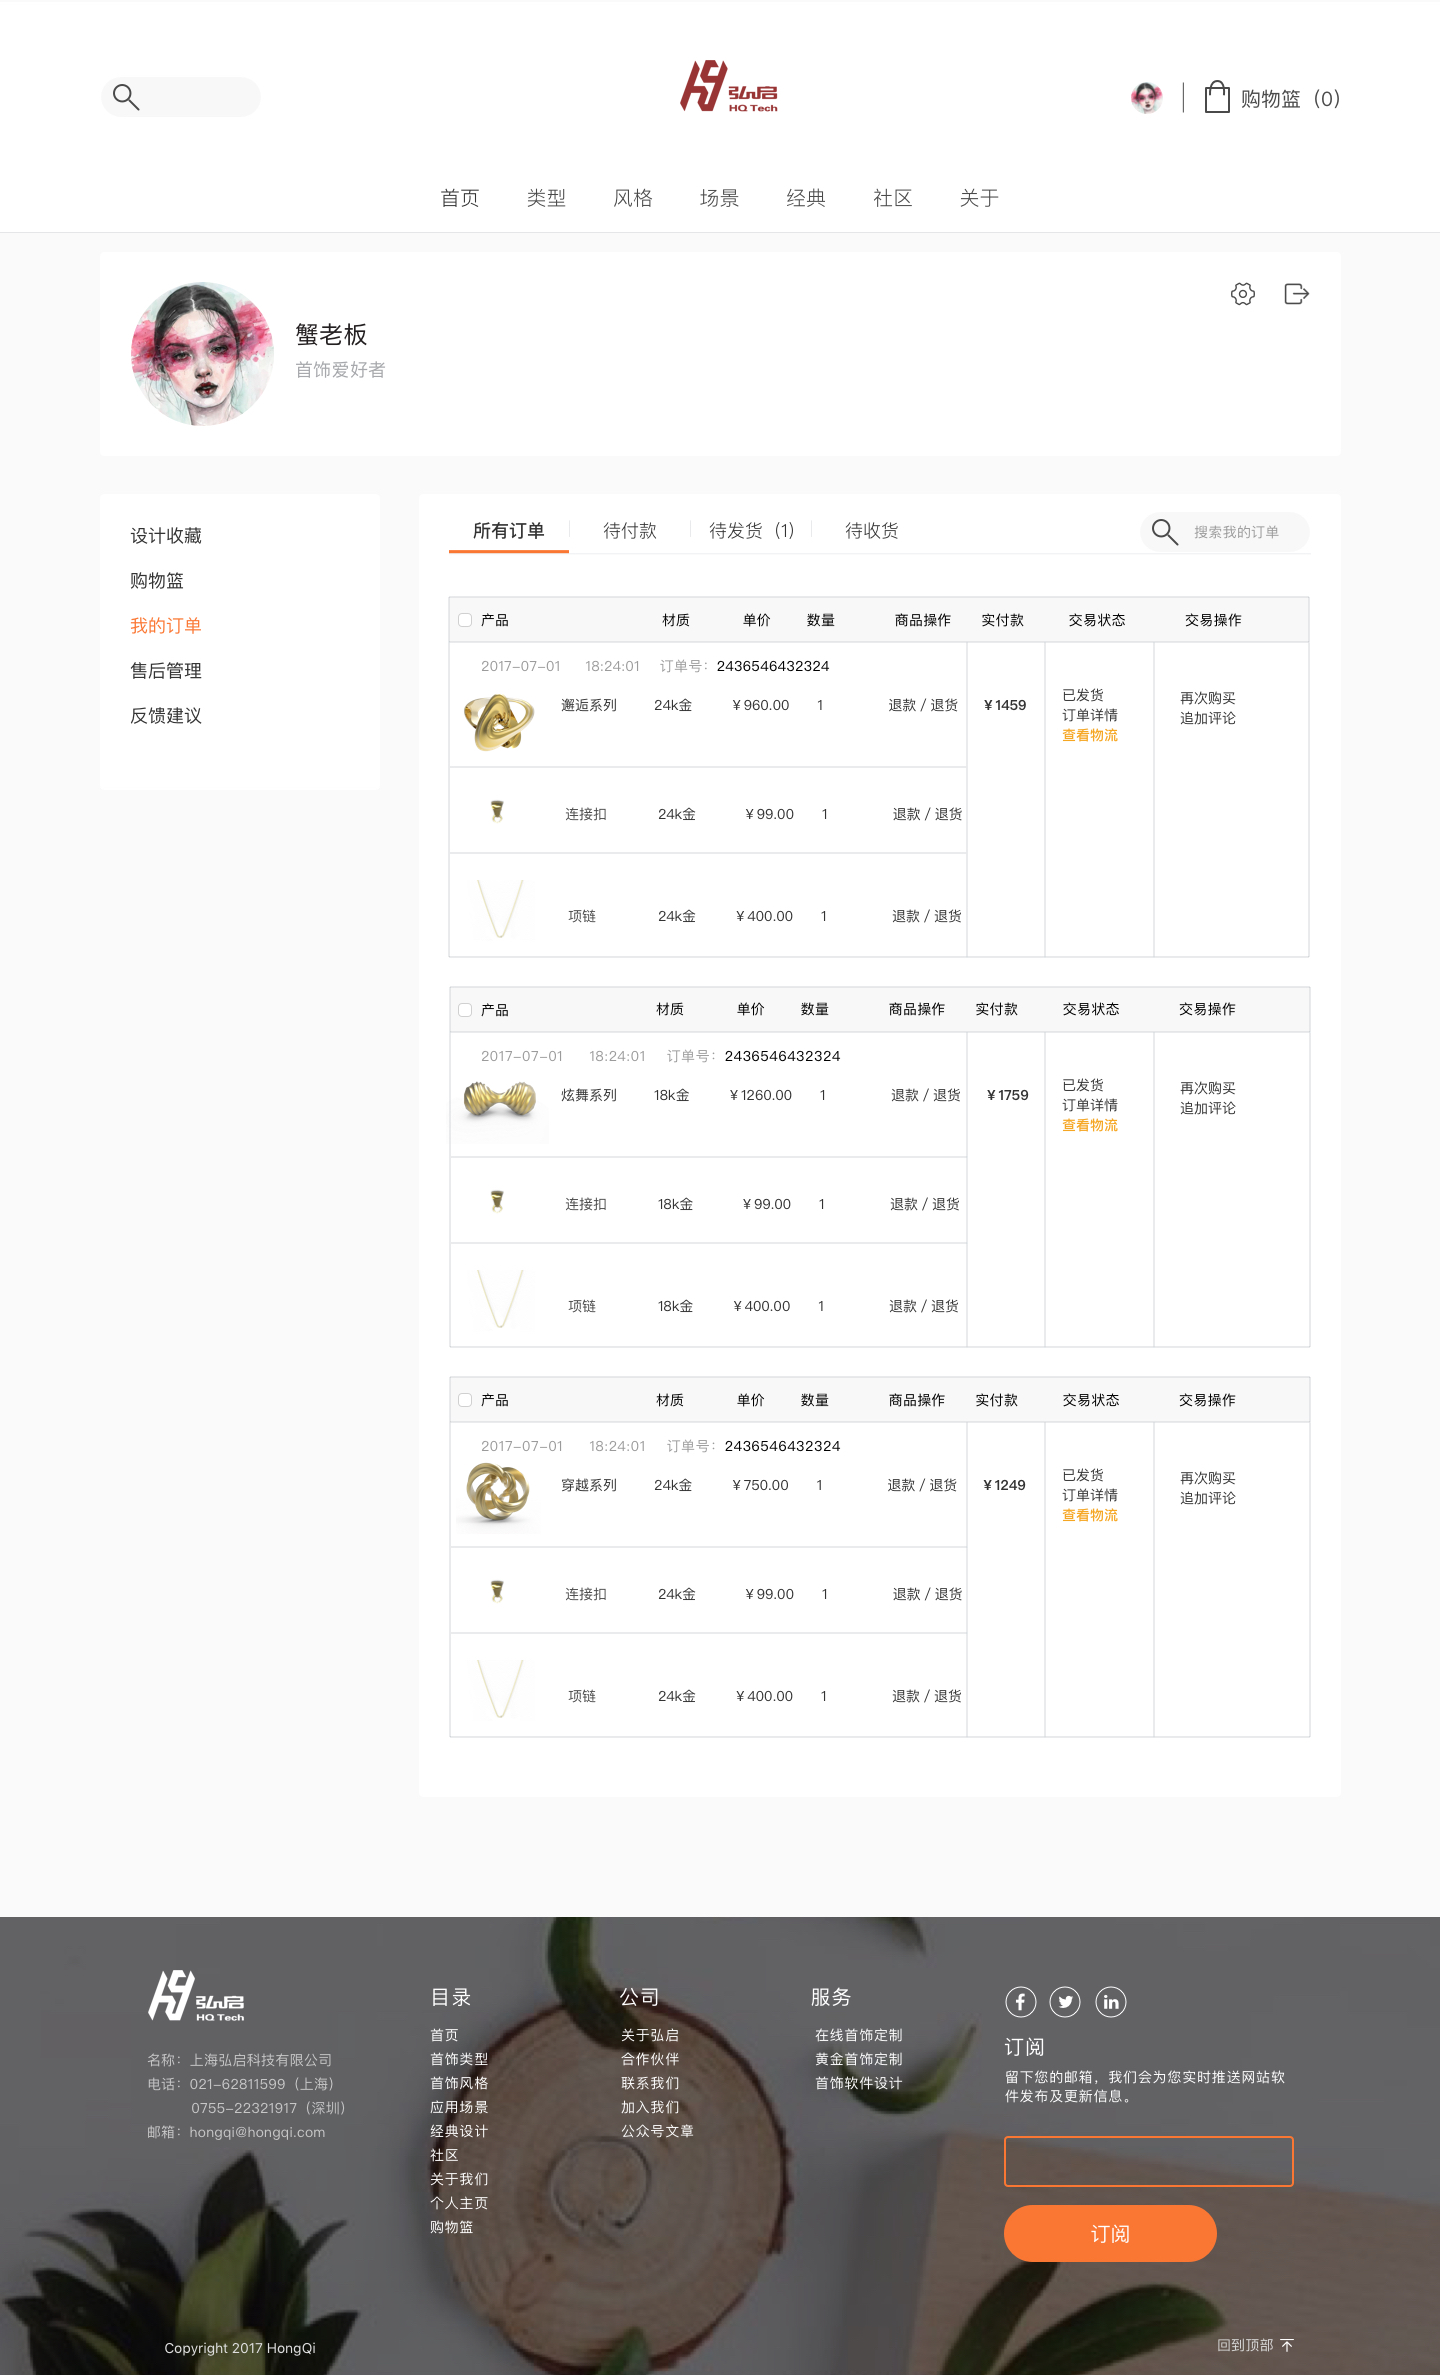 弘启
HQ Tech
购物篮（0）
首页 类型 风格 场景 经典 社区 关于
蟹老板
首饰爱好者
设计收藏
购物篮
我的订单
售后管理
反馈建议
所有订单 待付款 待发货（1） 待收货 搜索我的订单
产品 材质 单价 数量 商品操作 实付款 交易状态 交易操作
2017-07-01 18:24:01 订单号：2436546432324
邂逅系列 24k金 ￥960.00 1 退款 / 退货 ￥1459
已发货
订单详情
查看物流
再次购买
追加评论
连接扣 24k金 ￥99.00 1 退款 / 退货
项链 24k金 ￥400.00 1 退款 / 退货
产品 材质 单价 数量 商品操作 实付款 交易状态 交易操作
2017-07-01 18:24:01 订单号：2436546432324
炫舞系列 18k金 ￥1260.00 1 退款 / 退货 ￥1759
已发货
订单详情
查看物流
再次购买
追加评论
连接扣 18k金 ￥99.00 1 退款 / 退货
项链 18k金 ￥400.00 1 退款 / 退货
产品 材质 单价 数量 商品操作 实付款 交易状态 交易操作
2017-07-01 18:24:01 订单号：2436546432324
穿越系列 24k金 ￥750.00 1 退款 / 退货 ￥1249
已发货
订单详情
查看物流
再次购买
追加评论
连接扣 24k金 ￥99.00 1 退款 / 退货
项链 24k金 ￥400.00 1 退款 / 退货
弘启
HQ Tech
名称：上海弘启科技有限公司
电话：021-62811599（上海）
0755-22321917（深圳）
邮箱：hongqi@hongqi.com
目录
首页
首饰类型
首饰风格
应用场景
经典设计
社区
关于我们
个人主页
购物篮
公司
关于弘启
合作伙伴
联系我们
加入我们
公众号文章
服务
在线首饰定制
黄金首饰定制
首饰软件设计
订阅
留下您的邮箱，我们会为您实时推送网站软
件发布及更新信息。
订阅
Copyright 2017 HongQi
回到顶部